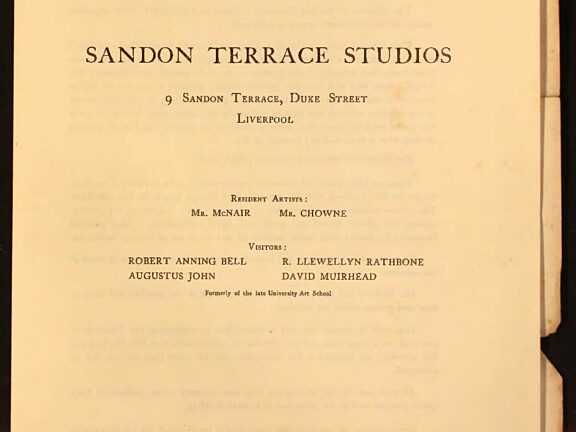 SANDON TERRACE STUDIOS
9 Sandon Terrace, Duke Street
Liverpool
Resident Artists:
Mr. McNAIR Mr. CHOWNE
Visitors:
ROBERT ANNING BELL R. LLEWELLYN RATHBONE
AUGUSTUS JOHN DAVID MUIRHEAD
Formerly of the late University Art School